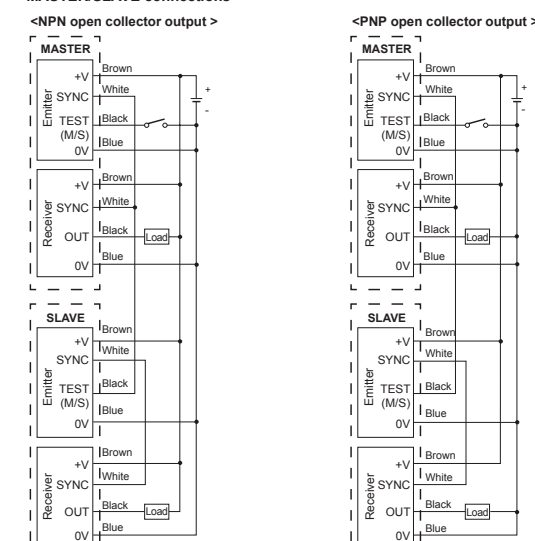 <NPN open collector output >
MASTER
Emitter
+V
Brown
SYNC
White
TEST
(M/S)
Black
0V
Blue
+
-
Receiver
+V
Brown
SYNC
White
OUT
Black
Load
0V
Blue
SLAVE
Emitter
+V
Brown
SYNC
White
TEST
(M/S)
Black
0V
Blue
Receiver
+V
Brown
SYNC
White
OUT
Black
Load
0V
Blue
<PNP open collector output >
MASTER
Emitter
+V
Brown
SYNC
White
TEST
(M/S)
Black
0V
Blue
+
-
Receiver
+V
Brown
SYNC
White
OUT
Black
Load
0V
Blue
SLAVE
Emitter
+V
Brown
SYNC
White
TEST
(M/S)
Black
0V
Blue
Receiver
+V
Brown
SYNC
White
OUT
Black
Load
0V
Blue